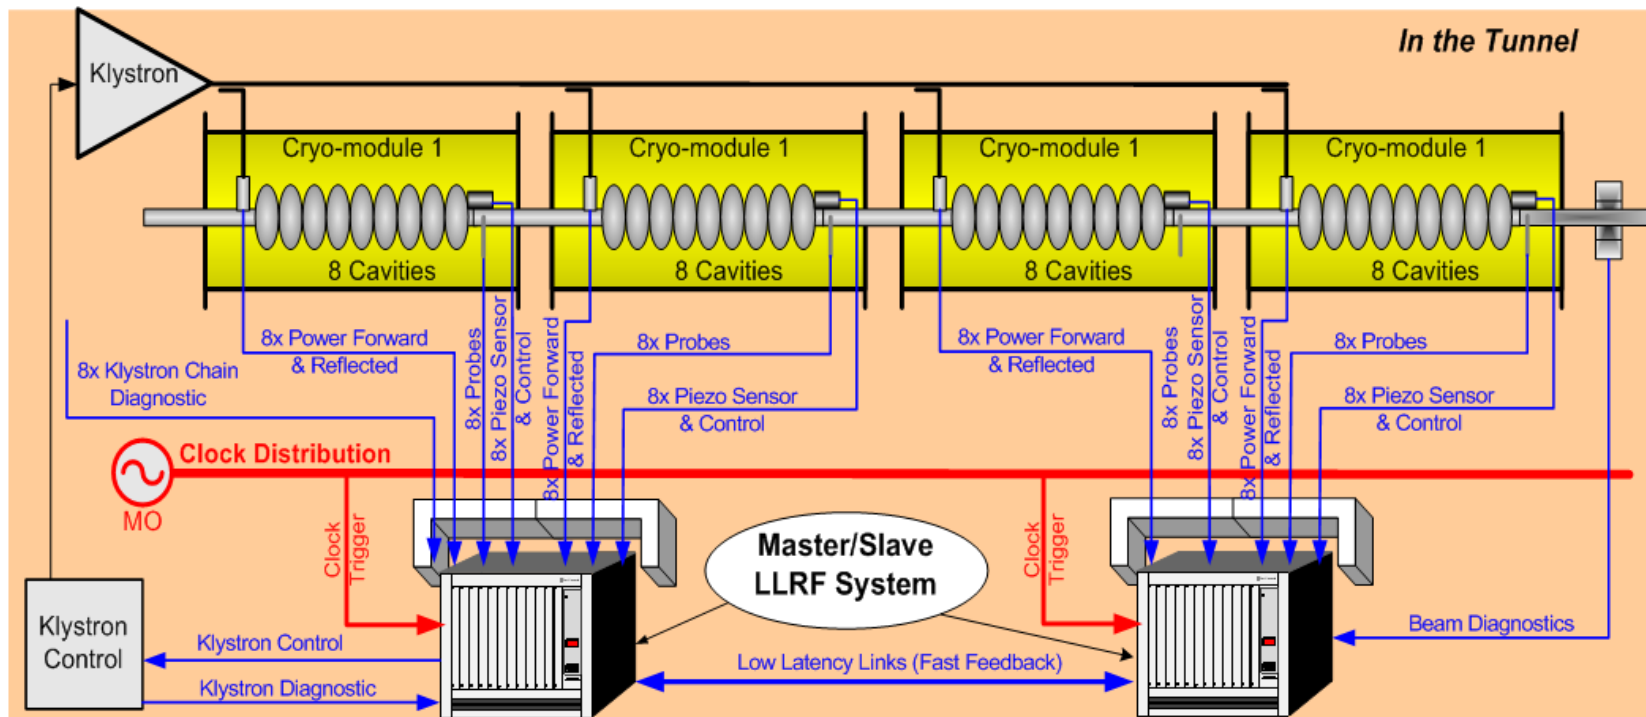 In the Tunnel
Klystron
Cryo-module 1
Cryo-module 1
Cryo-module 1
Cryo-module 1
8 Cavities
8 Cavities
8 Cavities
8 Cavities
8x Power Forward
& Reflected
8x Probes
8x Piezo Sensor
& Control
8x Power Forward
& Reflected
8x Probes
8x Piezo Sensor
& Control
8x Power Forward
& Reflected
8x Probes
8x Piezo Sensor
& Control
8x Power Forward
& Reflected
8x Probes
8x Piezo Sensor
& Control
8x Klystron Chain
Diagnostic
Clock Distribution
MO
Clock
Trigger
Clock
Trigger
Master/Slave
LLRF System
Klystron
Control
Klystron Control
Klystron Diagnostic
Low Latency Links (Fast Feedback)
Beam Diagnostics